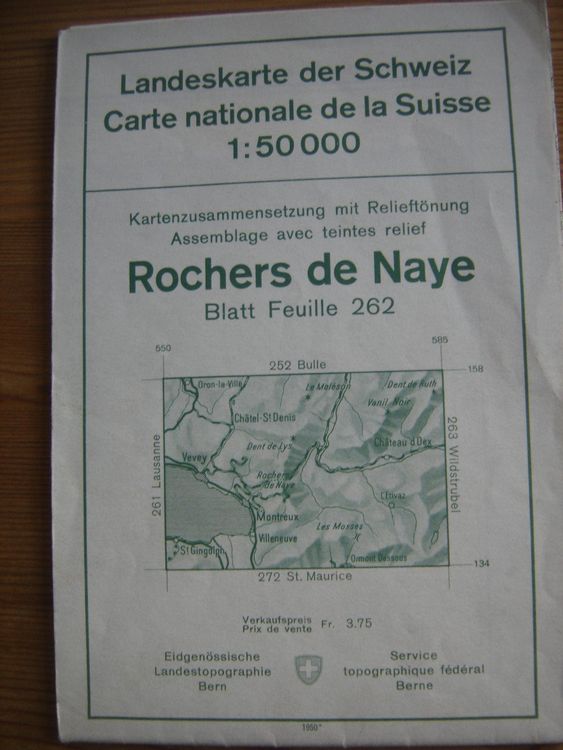 Landeskarte der Schweiz
Carte nationale de la Suisse
1:50 000
Kartenzusammensetzung mit Relieftönung
Assemblage avec teintes relief
Rochers de Naye
Blatt Feuille 262
550
585
252 Bulle
158
Oron-la-Ville
Le Moléson
Dent de Ruth
Vanil Noir
Châtel-St Denis
261 Lausanne
263 Wildstrubel
Dent de Lys
Château d'Oex
Vevey
Rochers
de Naye
L'Etivaz
Montreux
Les Mosses
Villeneuve
St Gingolph
Ormont Dessous
134
272 St. Maurice
Verkaufspreis
Prix de vente Fr. 3.75
Eidgenössische
Landestopographie
Bern
Service
topographique fédéral
Berne
1950*